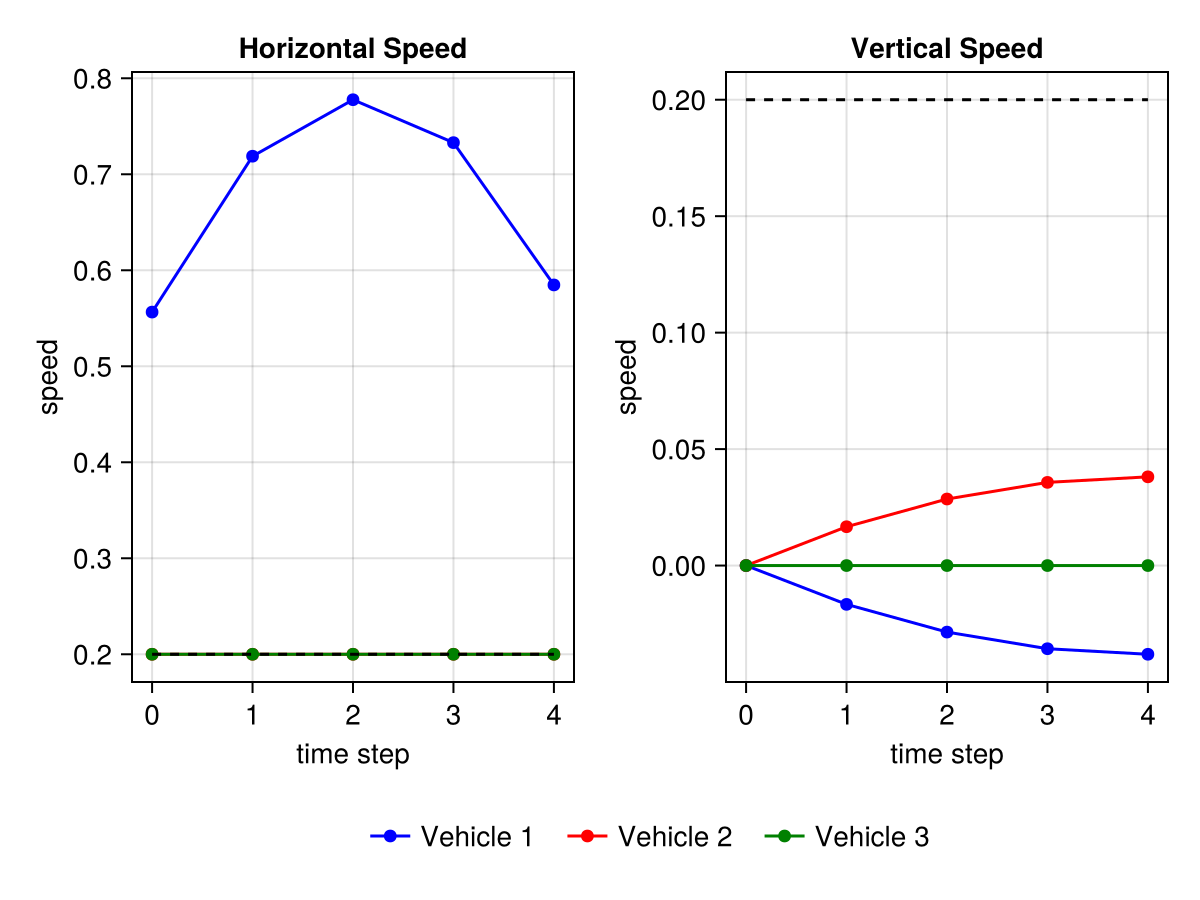 Horizontal Speed
0.8
0.7
0.6
0.5
0.4
0.3
0.2
speed
0 1 2 3 4
time step
Vertical Speed
0.20
0.15
0.10
0.05
0.00
speed
0 1 2 3 4
time step
Vehicle 1 Vehicle 2 Vehicle 3